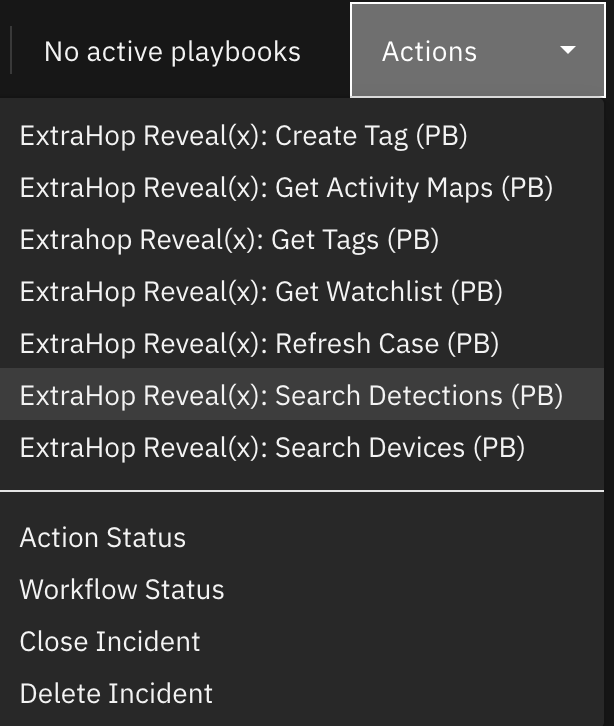 No active playbooks
Actions
ExtraHop Reveal(x): Create Tag (PB)
ExtraHop Reveal(x): Get Activity Maps (PB)
Extrahop Reveal(x): Get Tags (PB)
ExtraHop Reveal(x): Get Watchlist (PB)
ExtraHop Reveal(x): Refresh Case (PB)
ExtraHop Reveal(x): Search Detections (PB)
ExtraHop Reveal(x): Search Devices (PB)
Action Status
Workflow Status
Close Incident
Delete Incident